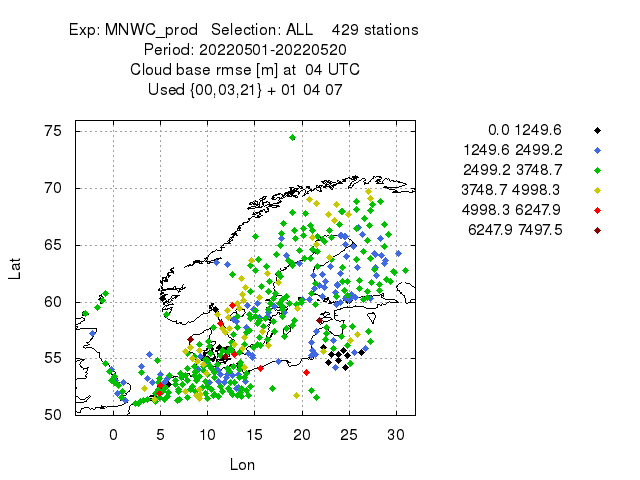 Exp: MNWC_prod   Selection: ALL    429 stations
Period: 20220501-20220520
Cloud base rmse [m] at  04 UTC
Used {00,03,21} + 01 04 07
0.0 1249.6
1249.6 2499.2
2499.2 3748.7
3748.7 4998.3
4998.3 6247.9
6247.9 7497.5
75
70
65
60
55
50
Lat
0 5 10 15 20 25 30
Lon